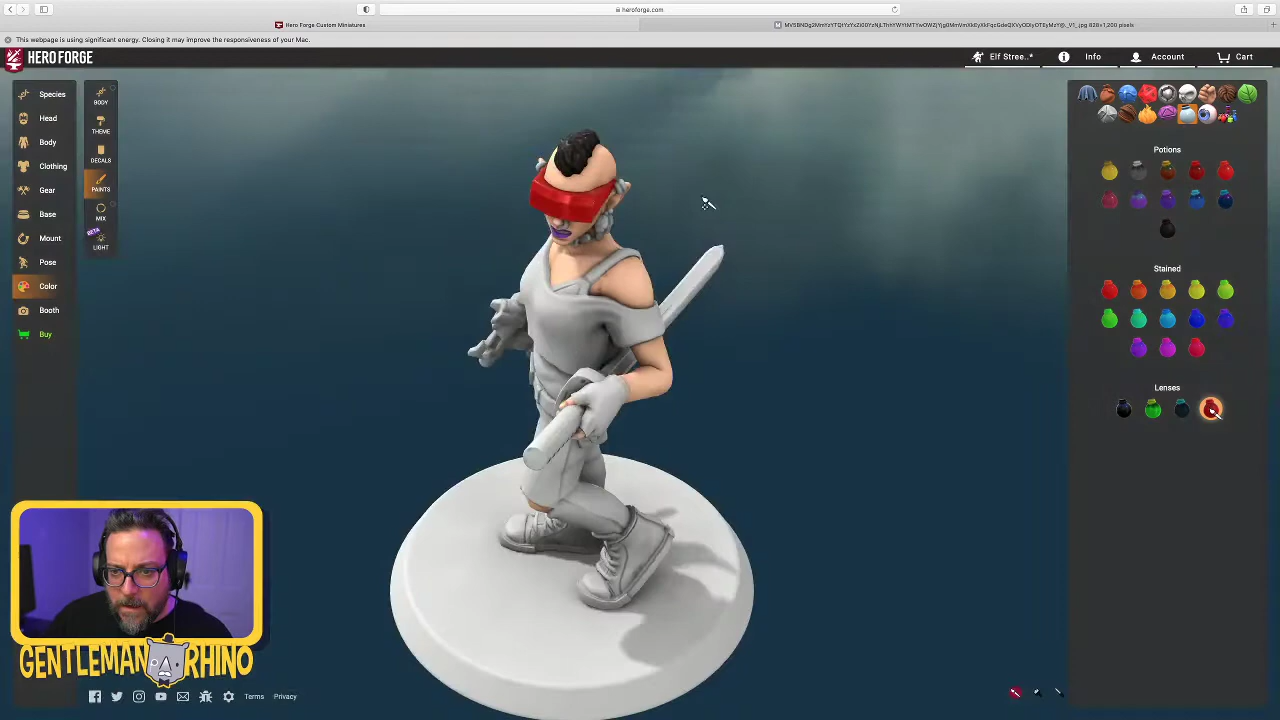 heroforge.com
Hero Forge Custom Miniatures
This webpage is using significant energy. Closing it may improve the responsiveness of your Mac.
HERO FORGE
Elf Stree..*
Info
Account
Cart
Species
Head
Body
Clothing
Gear
Base
Mount
Pose
Color
Booth
Buy
BODY
THEME
DECALS
PAINTS
MIX
BETA
LIGHT
Potions
Stained
Lenses
GENTLEMAN RHINO
Terms
Privacy